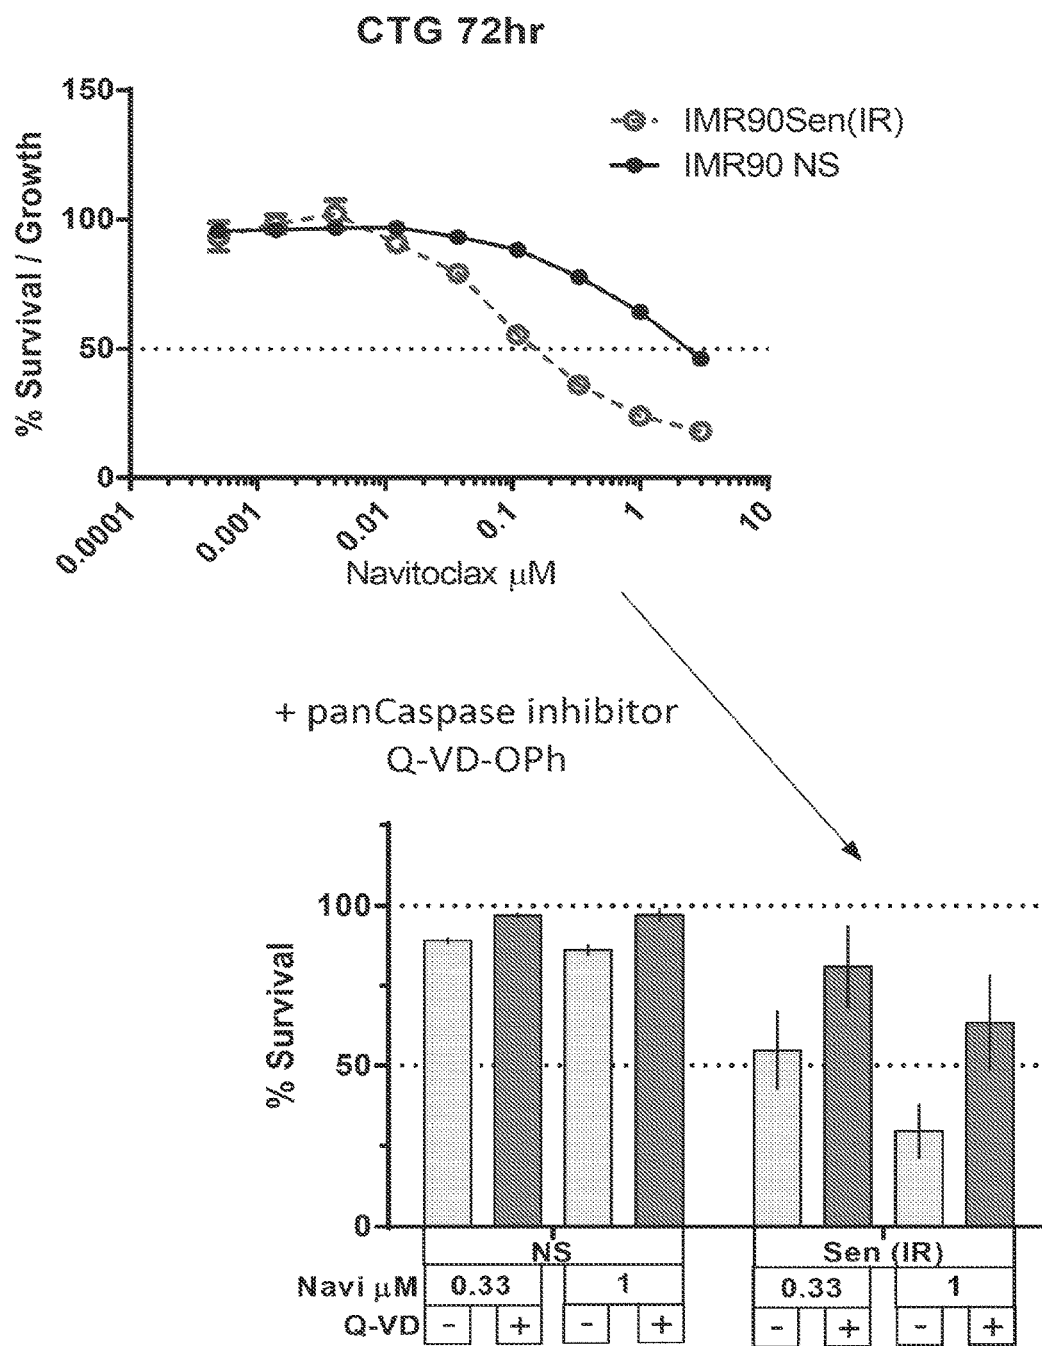 CTG 72hr
150
100
50
0
% Survival / Growth
IMR90Sen(IR)
IMR90 NS
0.0001
0.001
0.01
0.1
1
10
Navitoclax µM
+ panCaspase inhibitor
Q-VD-OPh
100
50
0
% Survival
NS Sen (IR)
Navi µM 0.33 1 0.33 1
Q-VD - + - + - + - +